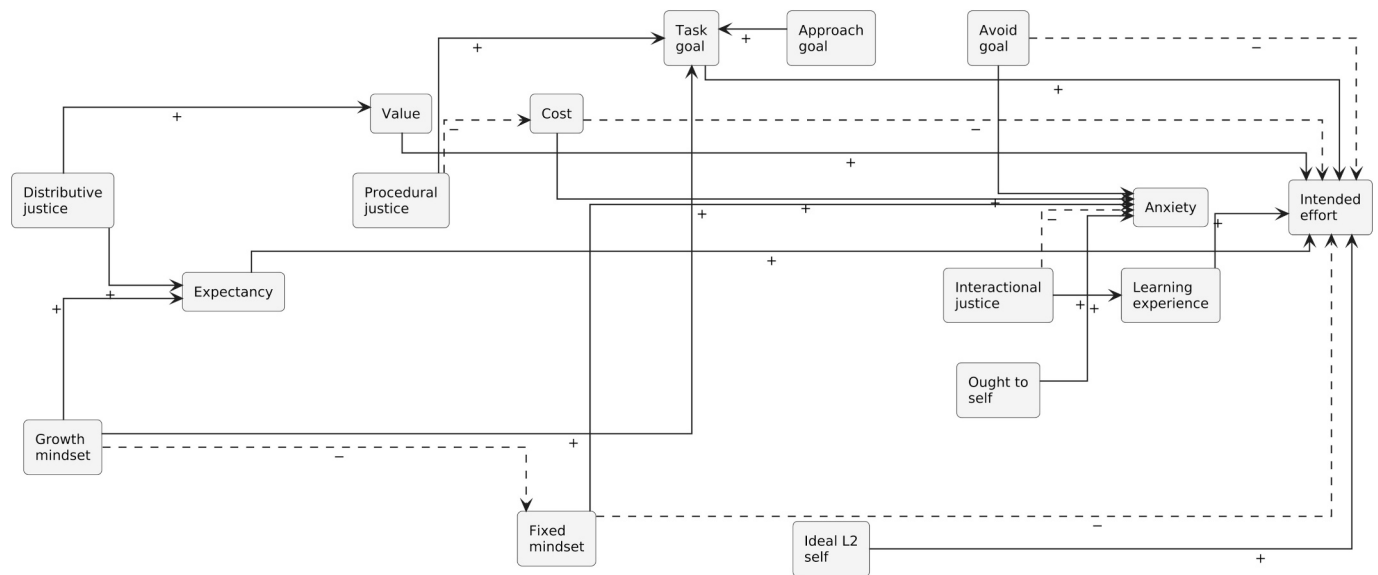 Task
goal
Approach
goal
Avoid
goal
+
+
−
+
Value
Cost
+
−
−
+
Distributive
justice
Procedural
justice
Anxiety
Intended
effort
+
+
+
−
+
Expectancy
+
+
+
Interactional
justice
Learning
experience
+
+
Ought to
self
Growth
mindset
+
−
Fixed
mindset
−
Ideal L2
self
+